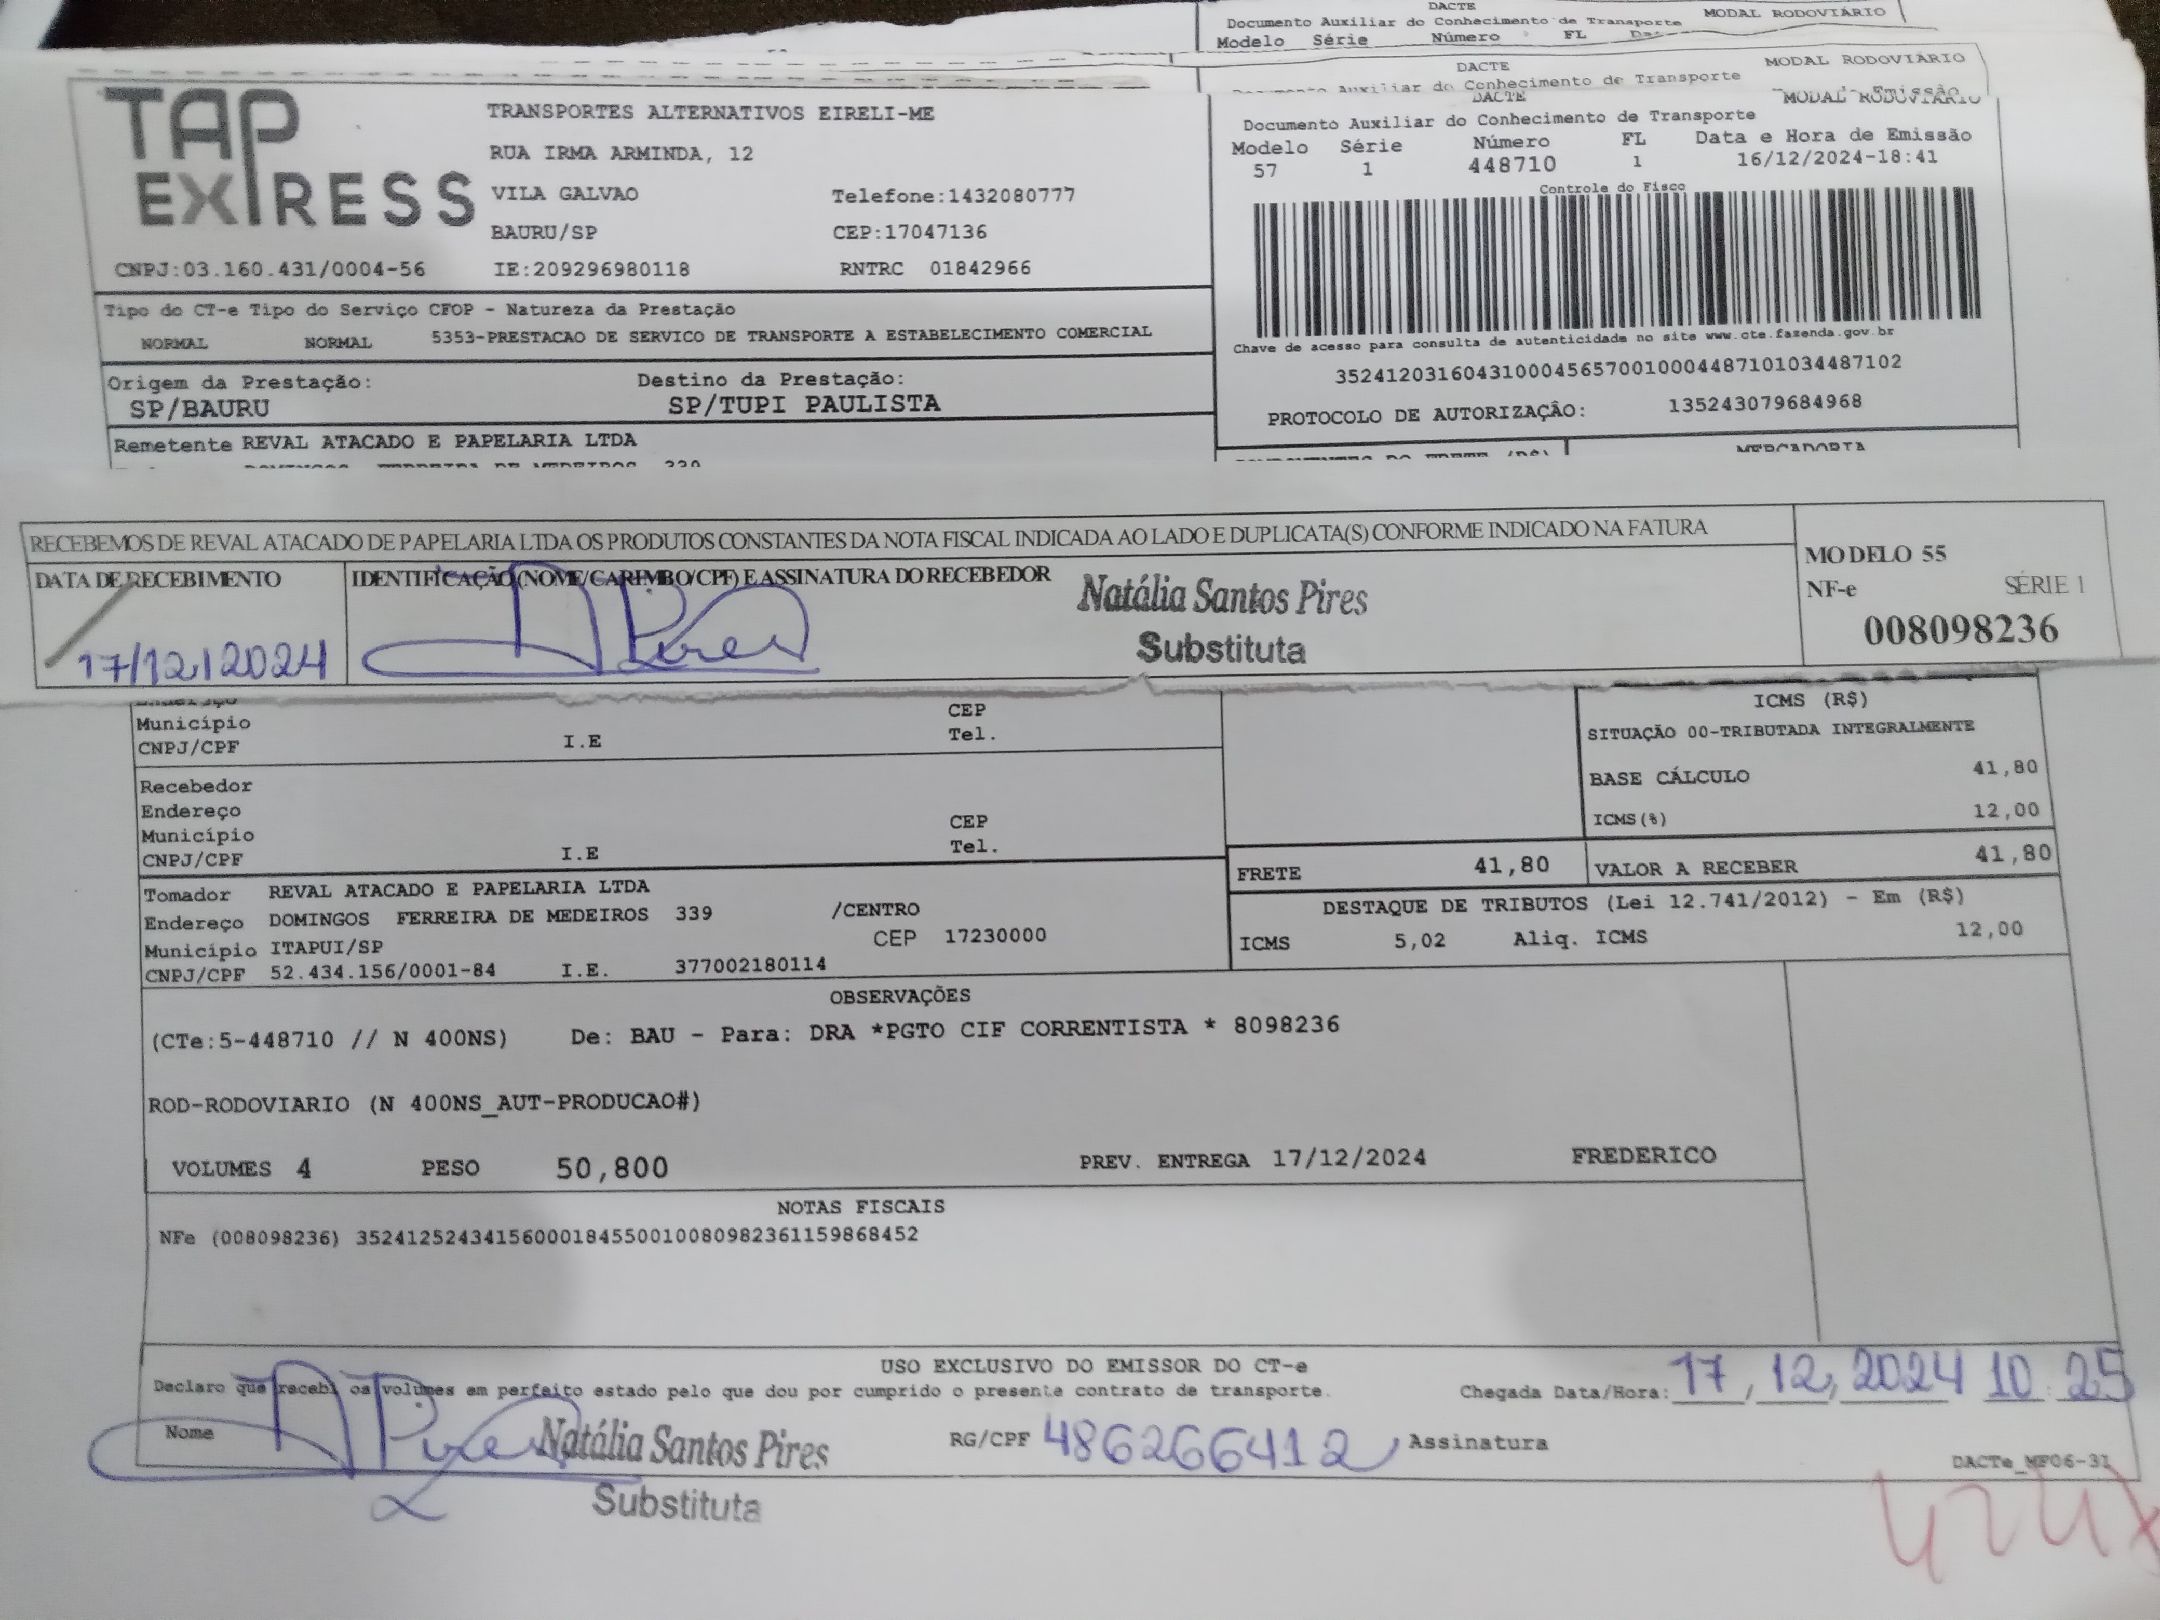 DACTE
Documento Auxiliar do Conhecimento de Transporte MODAL RODOVIÁRIO
Modelo Série Número FL
DACTE MODAL RODOVIÁRIO
Auxiliar do Conhecimento de Transporte
DACTE MODAL RODOVIÁRIO
Documento Auxiliar do Conhecimento de Transporte
Modelo Série Número FL Data e Hora de Emissão
57 1 448710 1 16/12/2024-18:41
Controle do Fisco
Chave de acesso para consulta de autenticidade no site www.cte.fazenda.gov.br
35241203160431000456570010004487101034487102
PROTOCOLO DE AUTORIZAÇÃO: 135243079684968
TAP EXPRESS
TRANSPORTES ALTERNATIVOS EIRELI-ME
RUA IRMA ARMINDA, 12
VILA GALVAO Telefone:1432080777
BAURU/SP CEP:17047136
CNPJ:03.160.431/0004-56 IE:209296980118 RNTRC 01842966
Tipo do CT-e Tipo do Serviço CFOP - Natureza da Prestação
NORMAL NORMAL 5353-PRESTACAO DE SERVICO DE TRANSPORTE A ESTABELECIMENTO COMERCIAL
Origem da Prestação: Destino da Prestação:
SP/BAURU SP/TUPI PAULISTA
Remetente REVAL ATACADO E PAPELARIA LTDA
FERREIRA DE MEDEIROS 339
MERCADORIA
RECEBEMOS DE REVAL ATACADO DE PAPELARIA LTDA OS PRODUTOS CONSTANTES DA NOTA FISCAL INDICADA AO LADO E DUPLICATA(S) CONFORME INDICADO NA FATURA
DATA DE RECEBIMENTO IDENTIFICAÇÃO (NOME/CARIMBO/CPF) E ASSINATURA DO RECEBEDOR
17/12/2024 Pires
Natália Santos Pires
Substituta
MODELO 55
NF-e SÉRIE 1
008098236
Município CEP
CNPJ/CPF I.E Tel.
Recebedor
Endereço
Município CEP
CNPJ/CPF I.E Tel.
ICMS (R$)
SITUAÇÃO 00-TRIBUTADA INTEGRALMENTE
BASE CÁLCULO 41,80
ICMS(%) 12,00
FRETE 41,80 VALOR A RECEBER 41,80
DESTAQUE DE TRIBUTOS (Lei 12.741/2012) - Em (R$)
ICMS 5,02 Aliq. ICMS 12,00
Tomador REVAL ATACADO E PAPELARIA LTDA
Endereço DOMINGOS FERREIRA DE MEDEIROS 339 /CENTRO
Município ITAPUI/SP CEP 17230000
CNPJ/CPF 52.434.156/0001-84 I.E. 377002180114
OBSERVAÇÕES
(CTe:5-448710 // N 400NS) De: BAU - Para: DRA *PGTO CIF CORRENTISTA * 8098236
ROD-RODOVIARIO (N 400NS_AUT-PRODUCAO#)
VOLUMES 4 PESO 50,800 PREV. ENTREGA 17/12/2024 FREDERICO
NOTAS FISCAIS
NFe (008098236) 35241252434156000184550010080982361159868452
USO EXCLUSIVO DO EMISSOR DO CT-e
Declaro que recebi os volumes em perfeito estado pelo que dou por cumprido o presente contrato de transporte. Chegada Data/Hora: 17/12/2024 10:25
Nome Pires Natália Santos Pires RG/CPF 486266412 Assinatura
Substituta
DACTe_MF06-31